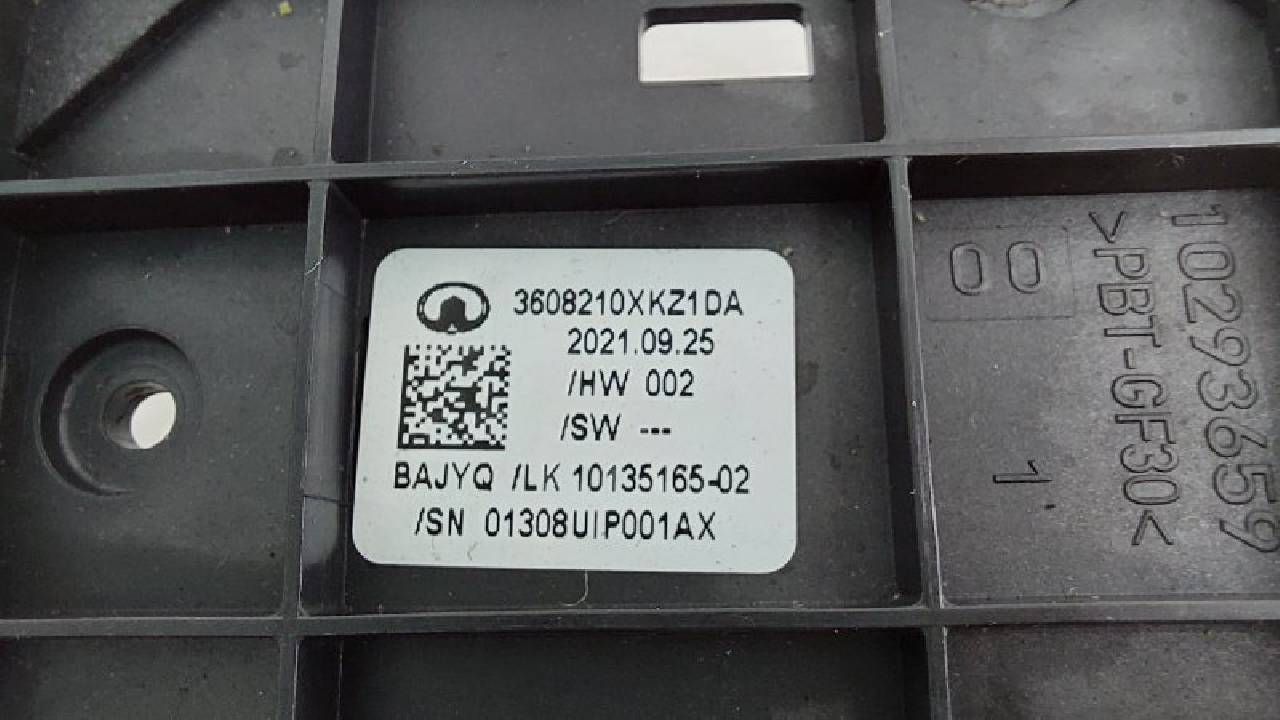 3608210XKZ1DA
2021.09.25
/HW 002
/SW ---
BAJYQ /LK 10135165-02
/SN 01308UIP001AX
00
10293659
>PBT-GF30<
1